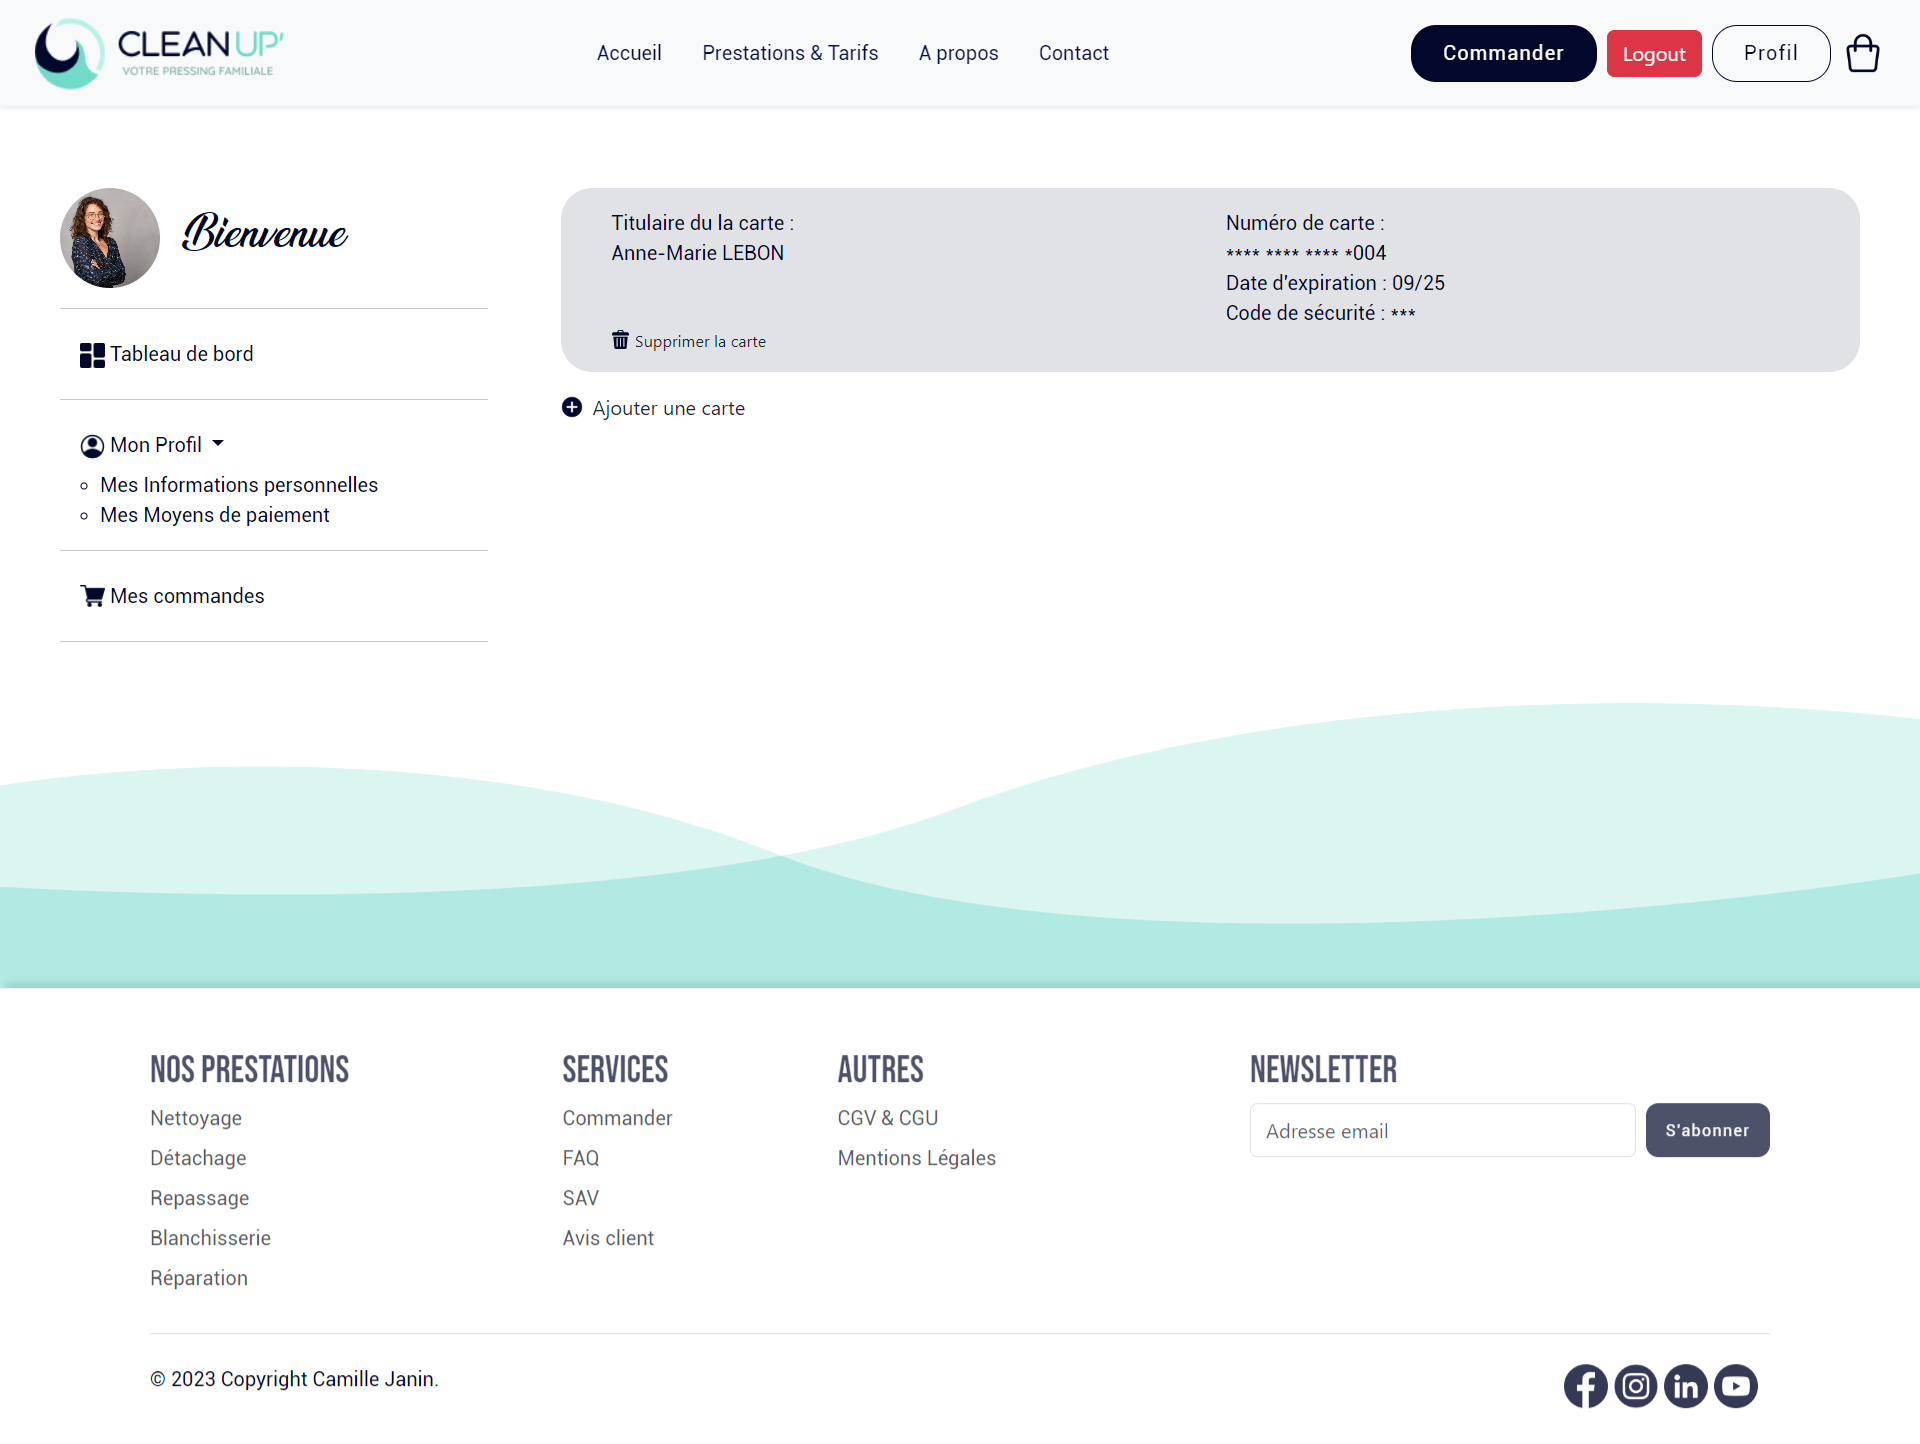 CLEAN UP'
VOTRE PRESSING FAMILIALE
Accueil
Prestations & Tarifs
A propos
Contact
Commander
Logout
Profil
Bienvenue
Tableau de bord
Mon Profil
Mes Informations personnelles
Mes Moyens de paiement
Mes commandes
Titulaire du la carte :
Anne-Marie LEBON
Supprimer la carte
Numéro de carte :
**** **** **** *004
Date d'expiration : 09/25
Code de sécurité : ***
Ajouter une carte
NOS PRESTATIONS
Nettoyage
Détachage
Repassage
Blanchisserie
Réparation
SERVICES
Commander
FAQ
SAV
Avis client
AUTRES
CGV & CGU
Mentions Légales
NEWSLETTER
Adresse email
S'abonner
© 2023 Copyright Camille Janin.